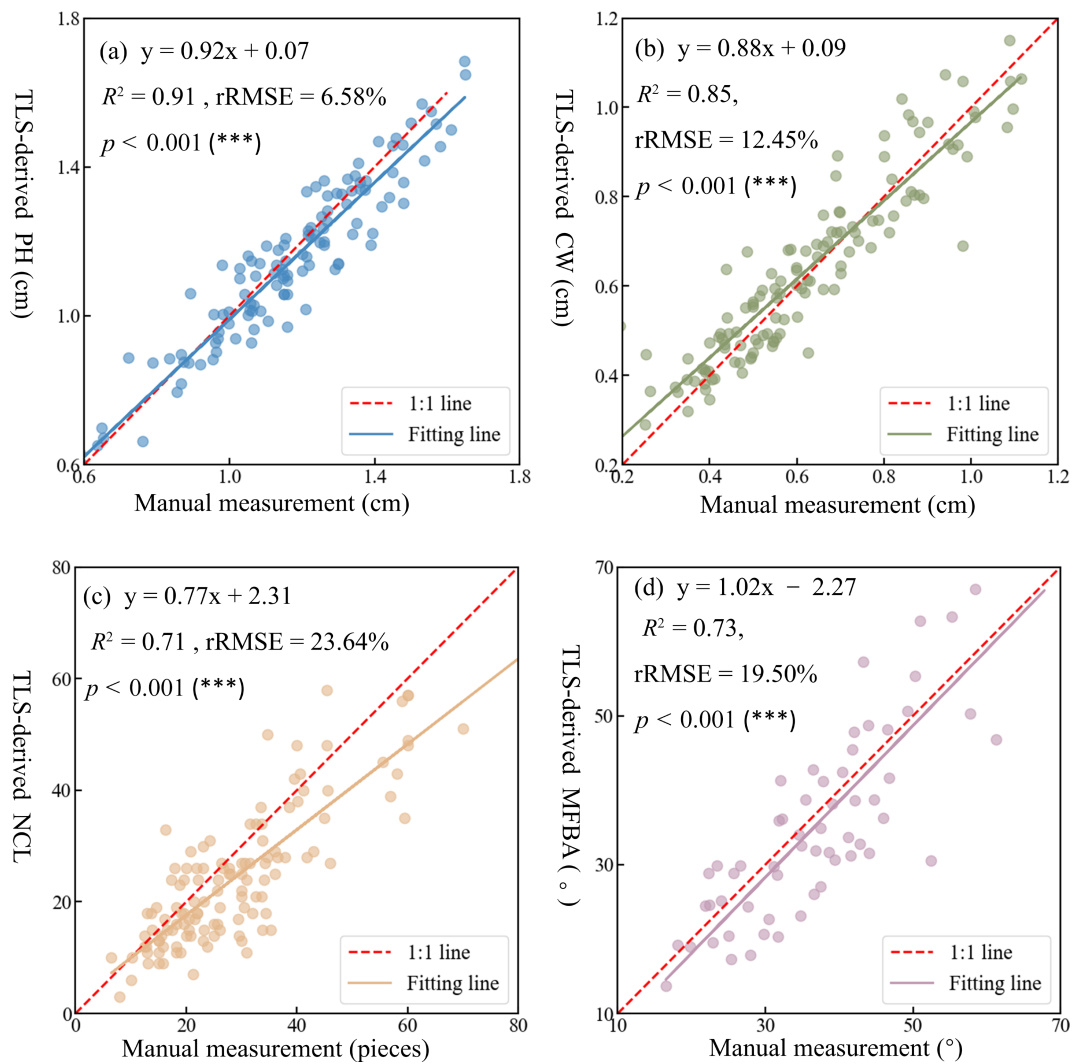 (a) y = 0.92x + 0.07
R² = 0.91 , rRMSE = 6.58%
p < 0.001 (***)
TLS-derived PH (cm)
1.8
1.4
1.0
0.6
1:1 line
Fitting line
0.6 1.0 1.4 1.8
Manual measurement (cm)
(b) y = 0.88x + 0.09
R² = 0.85,
rRMSE = 12.45%
p < 0.001 (***)
TLS-derived CW (cm)
1.2
1.0
0.8
0.6
0.4
0.2
1:1 line
Fitting line
0.2 0.4 0.6 0.8 1.0 1.2
Manual measurement (cm)
(c) y = 0.77x + 2.31
R² = 0.71 , rRMSE = 23.64%
p < 0.001 (***)
TLS-derived NCL
80
60
40
20
0
1:1 line
Fitting line
0 20 40 60 80
Manual measurement (pieces)
(d) y = 1.02x − 2.27
R² = 0.73,
rRMSE = 19.50%
p < 0.001 (***)
TLS-derived MFBA (°)
70
50
30
10
1:1 line
Fitting line
10 30 50 70
Manual measurement (°)